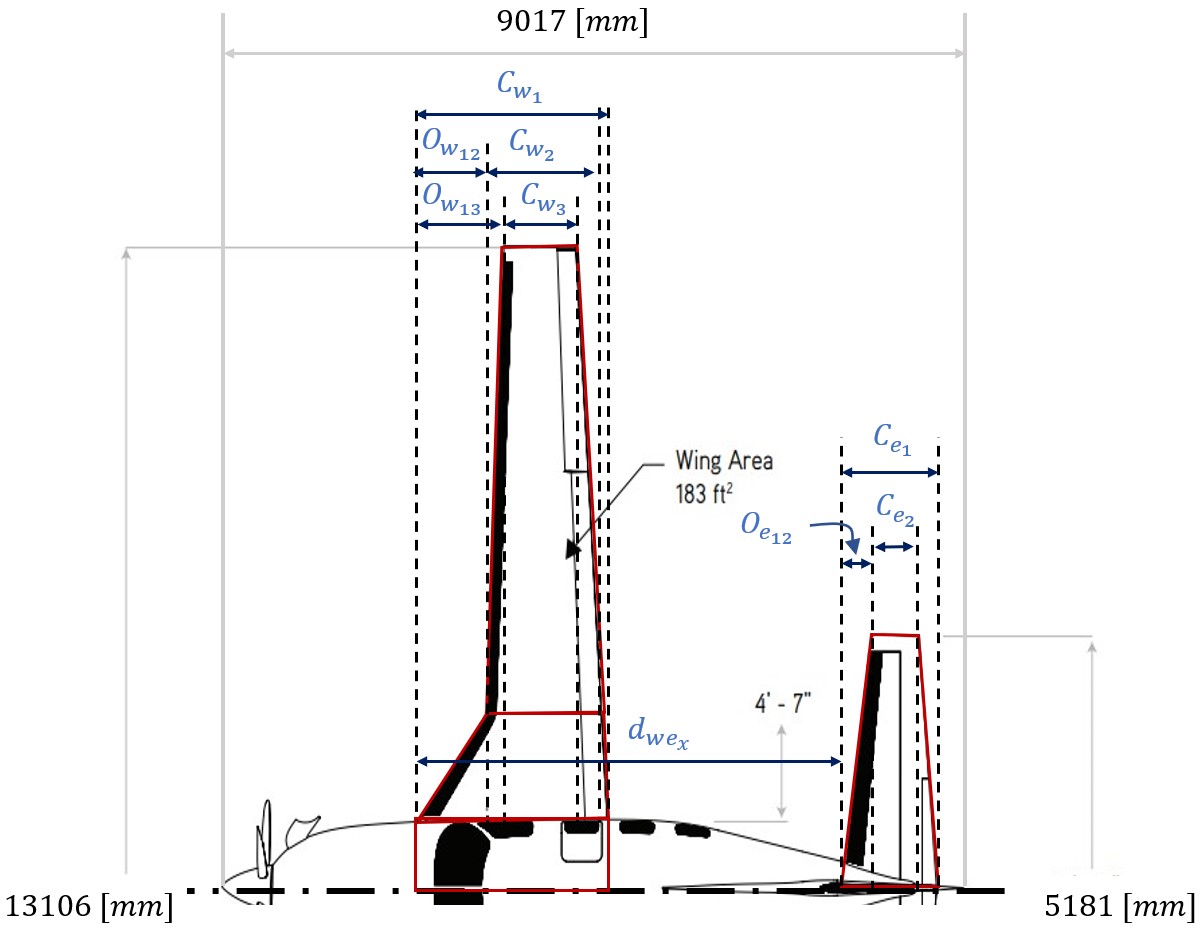 9017 [mm]
C_{w_1}
O_{w_{12}} C_{w_2}
O_{w_{13}} C_{w_3}
Wing Area
183 ft²
C_{e_1}
C_{e_2}
O_{e_{12}}
4' - 7"
d_{we_x}
13106 [mm]
5181 [mm]